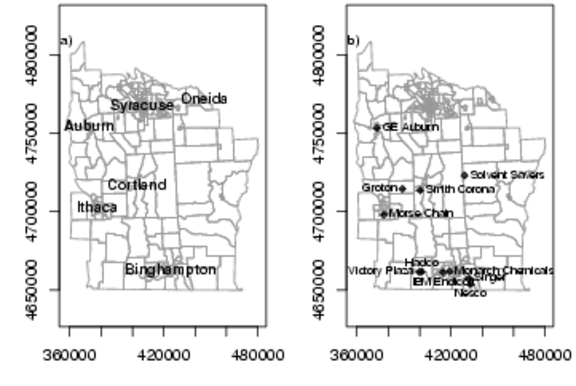 a)
Syracuse
Oneida
Auburn
Cortland
Ithaca
Binghampton
4650000
4700000
4750000
4800000
360000
420000
480000
b)
GE Auburn
Solvent Savers
Groton
Smith Corona
Morse Chain
Hadco
Victory Plaza
Monarch Chemicals
IBM Endicott
Singer
Nesco
4650000
4700000
4750000
4800000
360000
420000
480000